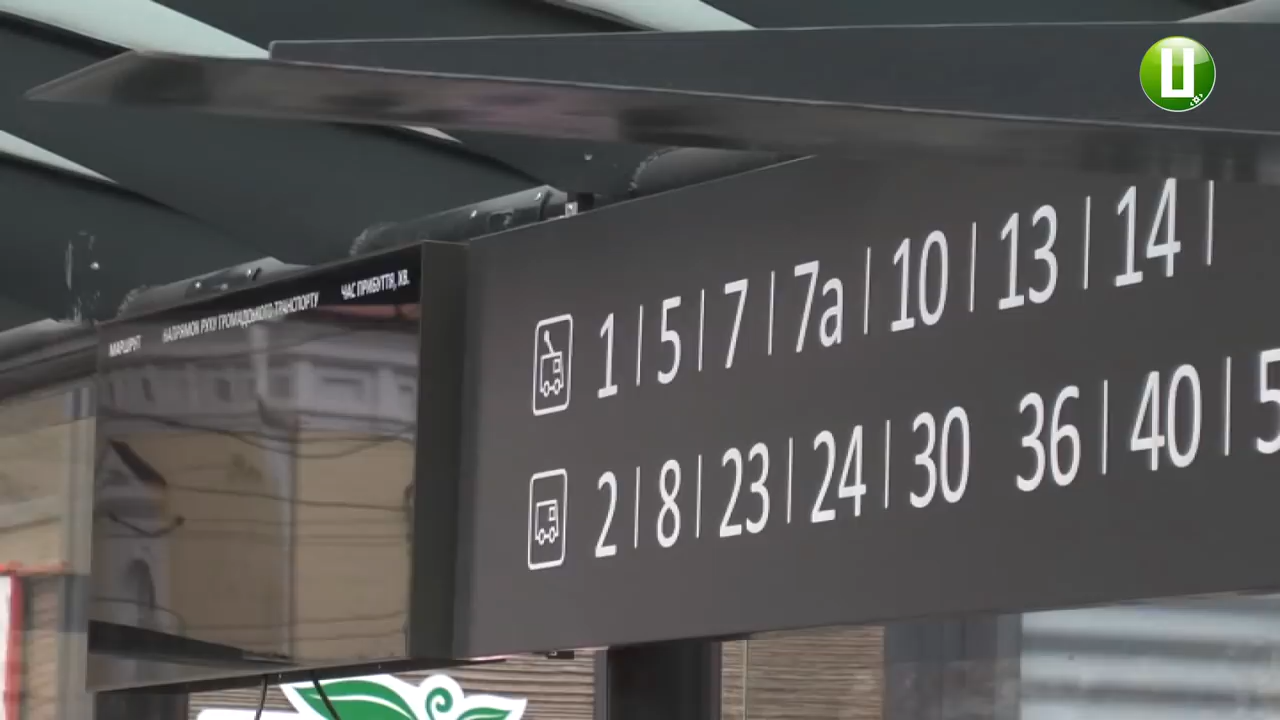 Ц
МАРШРУТ НАПРЯМОК РУХУ ГРОМАДСЬКОГО ТРАНСПОРТУ ЧАС ПРИБУТТЯ, ХВ.
1 | 5 | 7 | 7а | 10 | 13 | 14 |
2 | 8 | 23 | 24 | 30 36 | 40 | 5